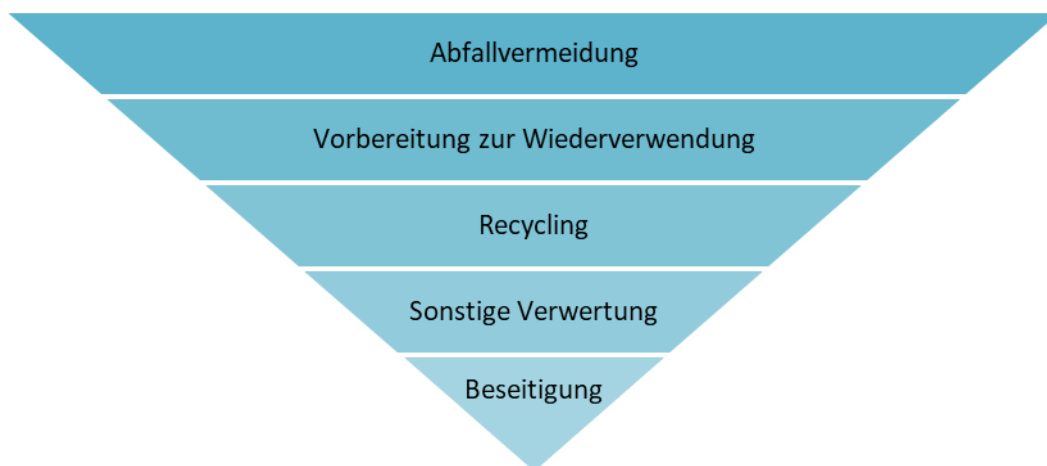 Abfallvermeidung
Vorbereitung zur Wiederverwendung
Recycling
Sonstige Verwertung
Beseitigung